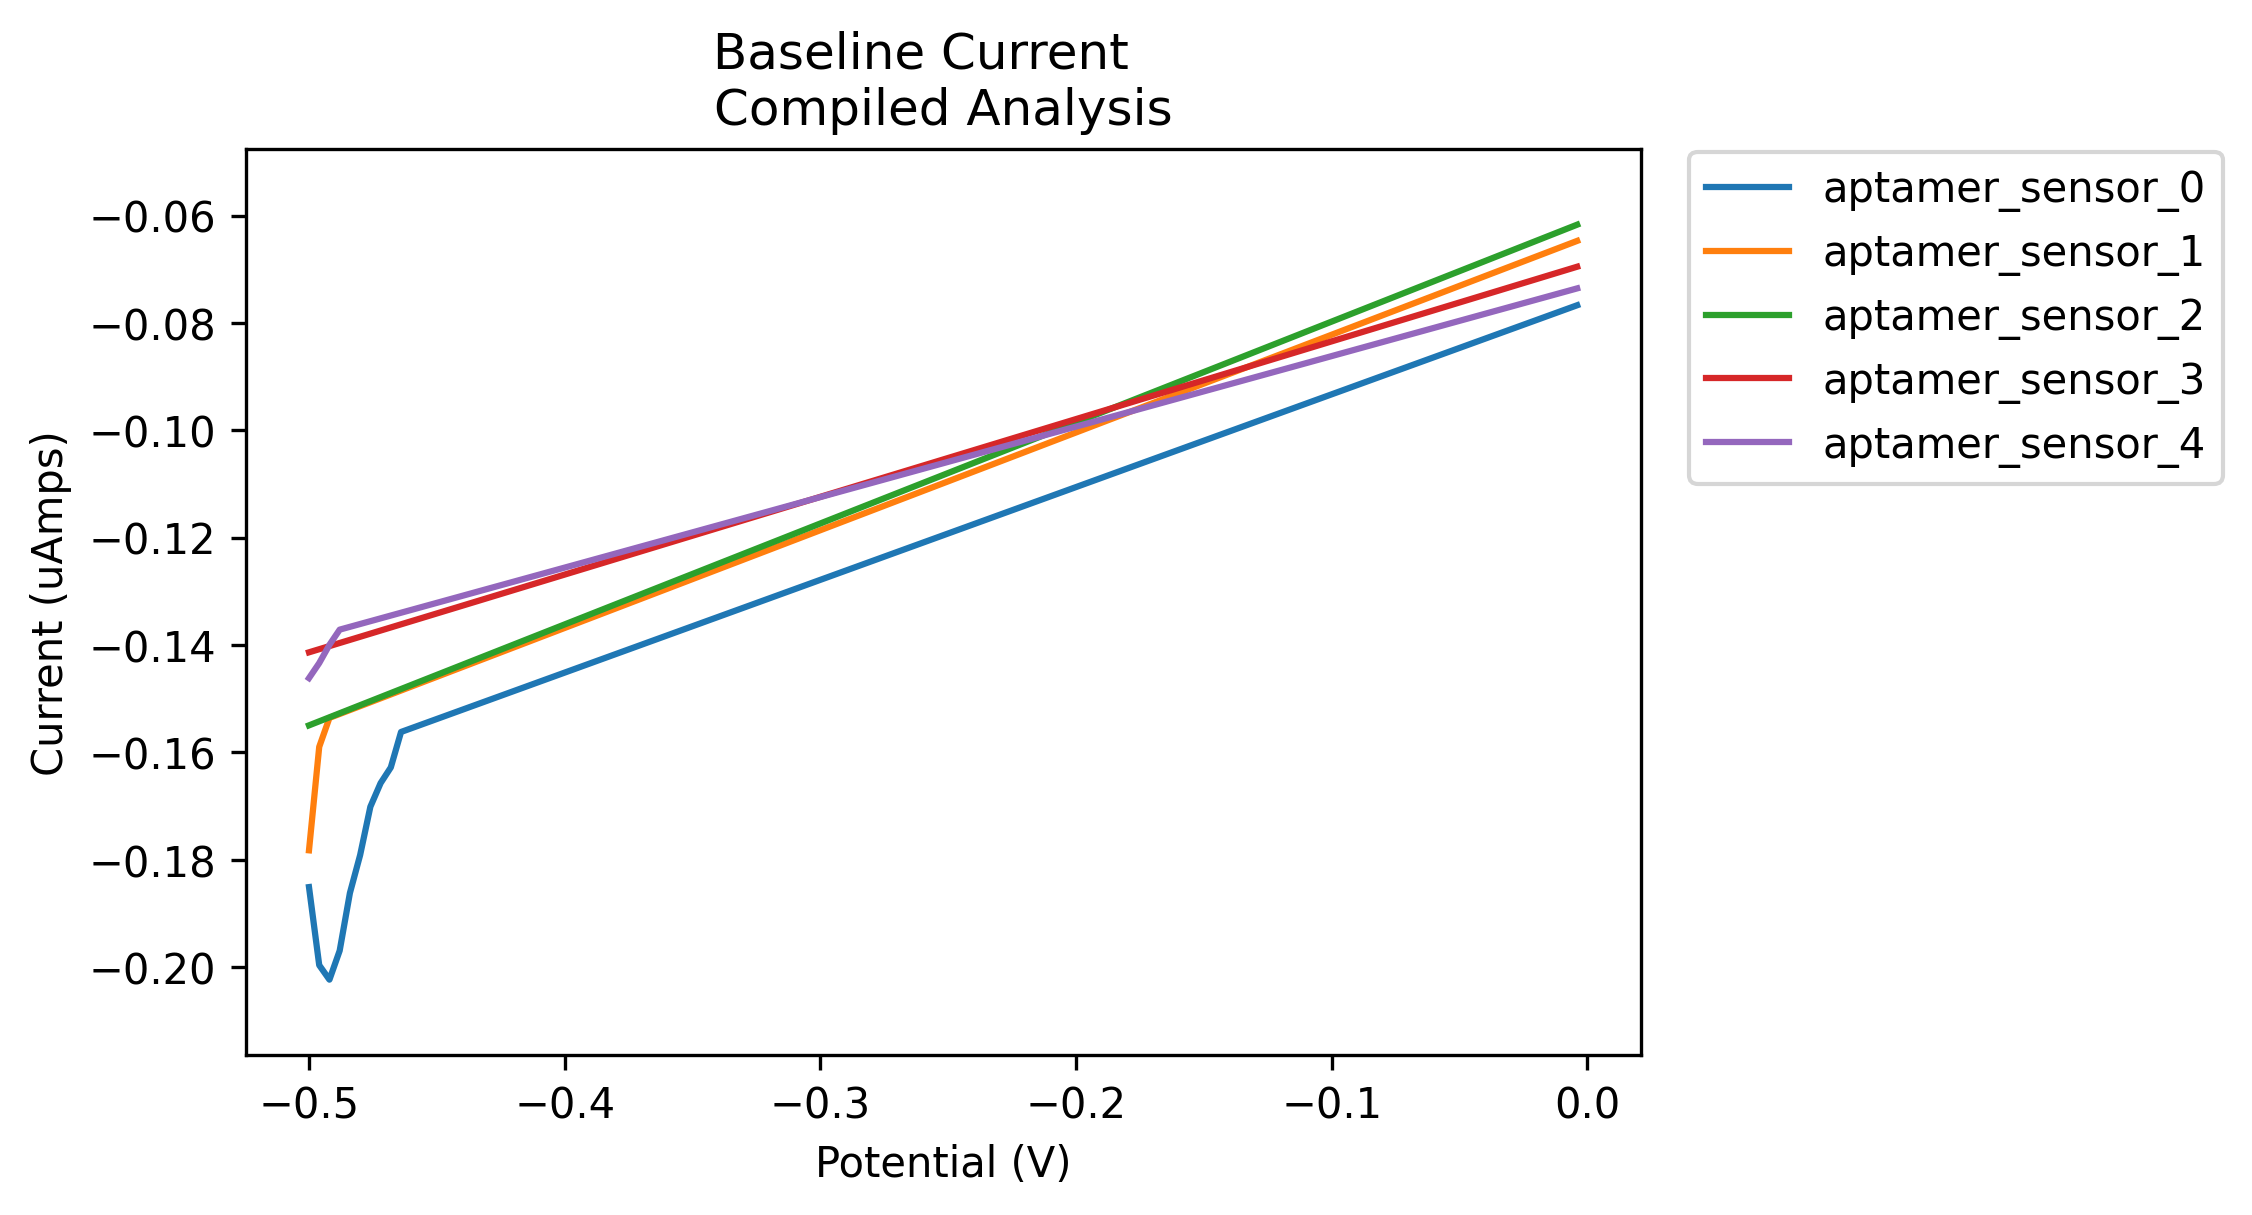 Baseline Current
Compiled Analysis
−0.06
−0.08
−0.10
−0.12
−0.14
−0.16
−0.18
−0.20
Current (uAmps)
−0.5
−0.4
−0.3
−0.2
−0.1
0.0
Potential (V)
aptamer_sensor_0
aptamer_sensor_1
aptamer_sensor_2
aptamer_sensor_3
aptamer_sensor_4